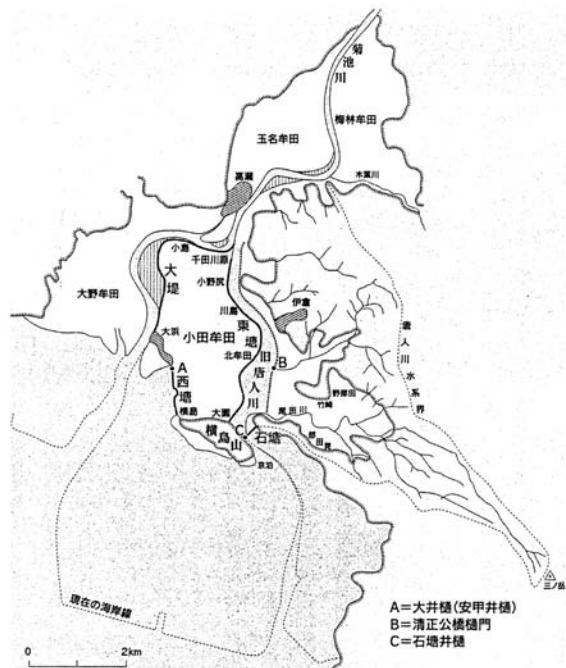 菊池川
梅林牟田
玉名牟田
高瀬
木葉川
小島
千田川原
大堤
小野尻
大野牟田
伊倉
川島
東塘
大浜
小田牟田
旧唐人川
唐人川水系界
北牟田
B
A
西塘
野部田
竹崎
尾田川
横島
大園
横島山
C
石塘
京泊
三ノ岳
現在の海岸線
A＝大井樋(安甲井樋)
B＝清正公橋樋門
C＝石塘井樋
0
2km